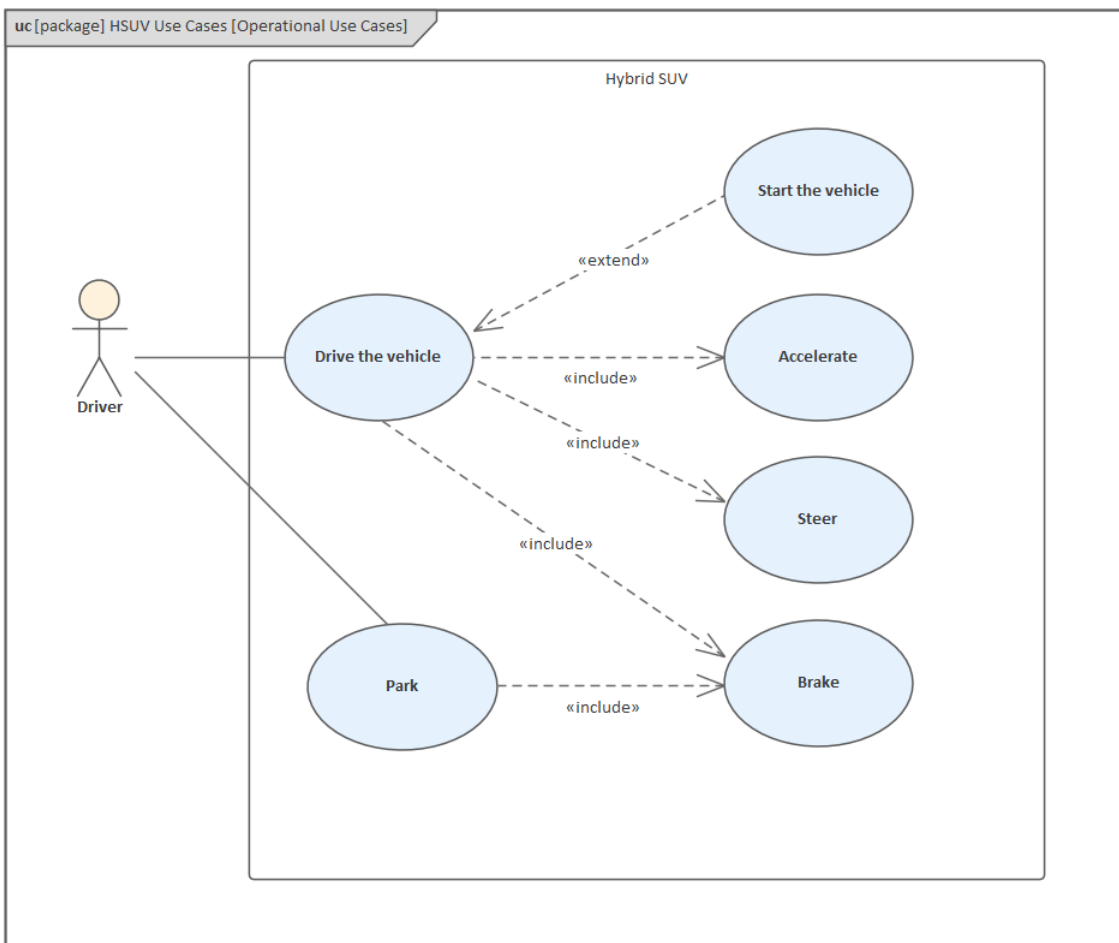 uc [package] HSUV Use Cases [Operational Use Cases]
Hybrid SUV
Start the vehicle
«extend»
Drive the vehicle
Accelerate
«include»
Driver
«include»
Steer
«include»
Park
Brake
«include»